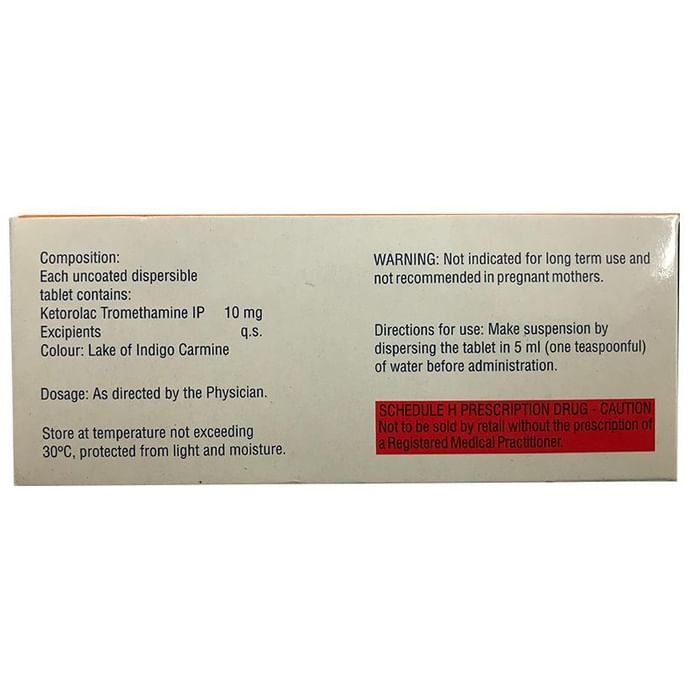 Composition:
Each uncoated dispersible
tablet contains:
Ketorolac Tromethamine IP 10 mg
Excipients q.s.
Colour: Lake of Indigo Carmine
Dosage: As directed by the Physician.
Store at temperature not exceeding
30ºC, protected from light and moisture.
WARNING: Not indicated for long term use and
not recommended in pregnant mothers.
Directions for use: Make suspension by
dispersing the tablet in 5 ml (one teaspoonful)
of water before administration.
SCHEDULE H PRESCRIPTION DRUG - CAUTION
Not to be sold by retail without the prescription of
a Registered Medical Practitioner.